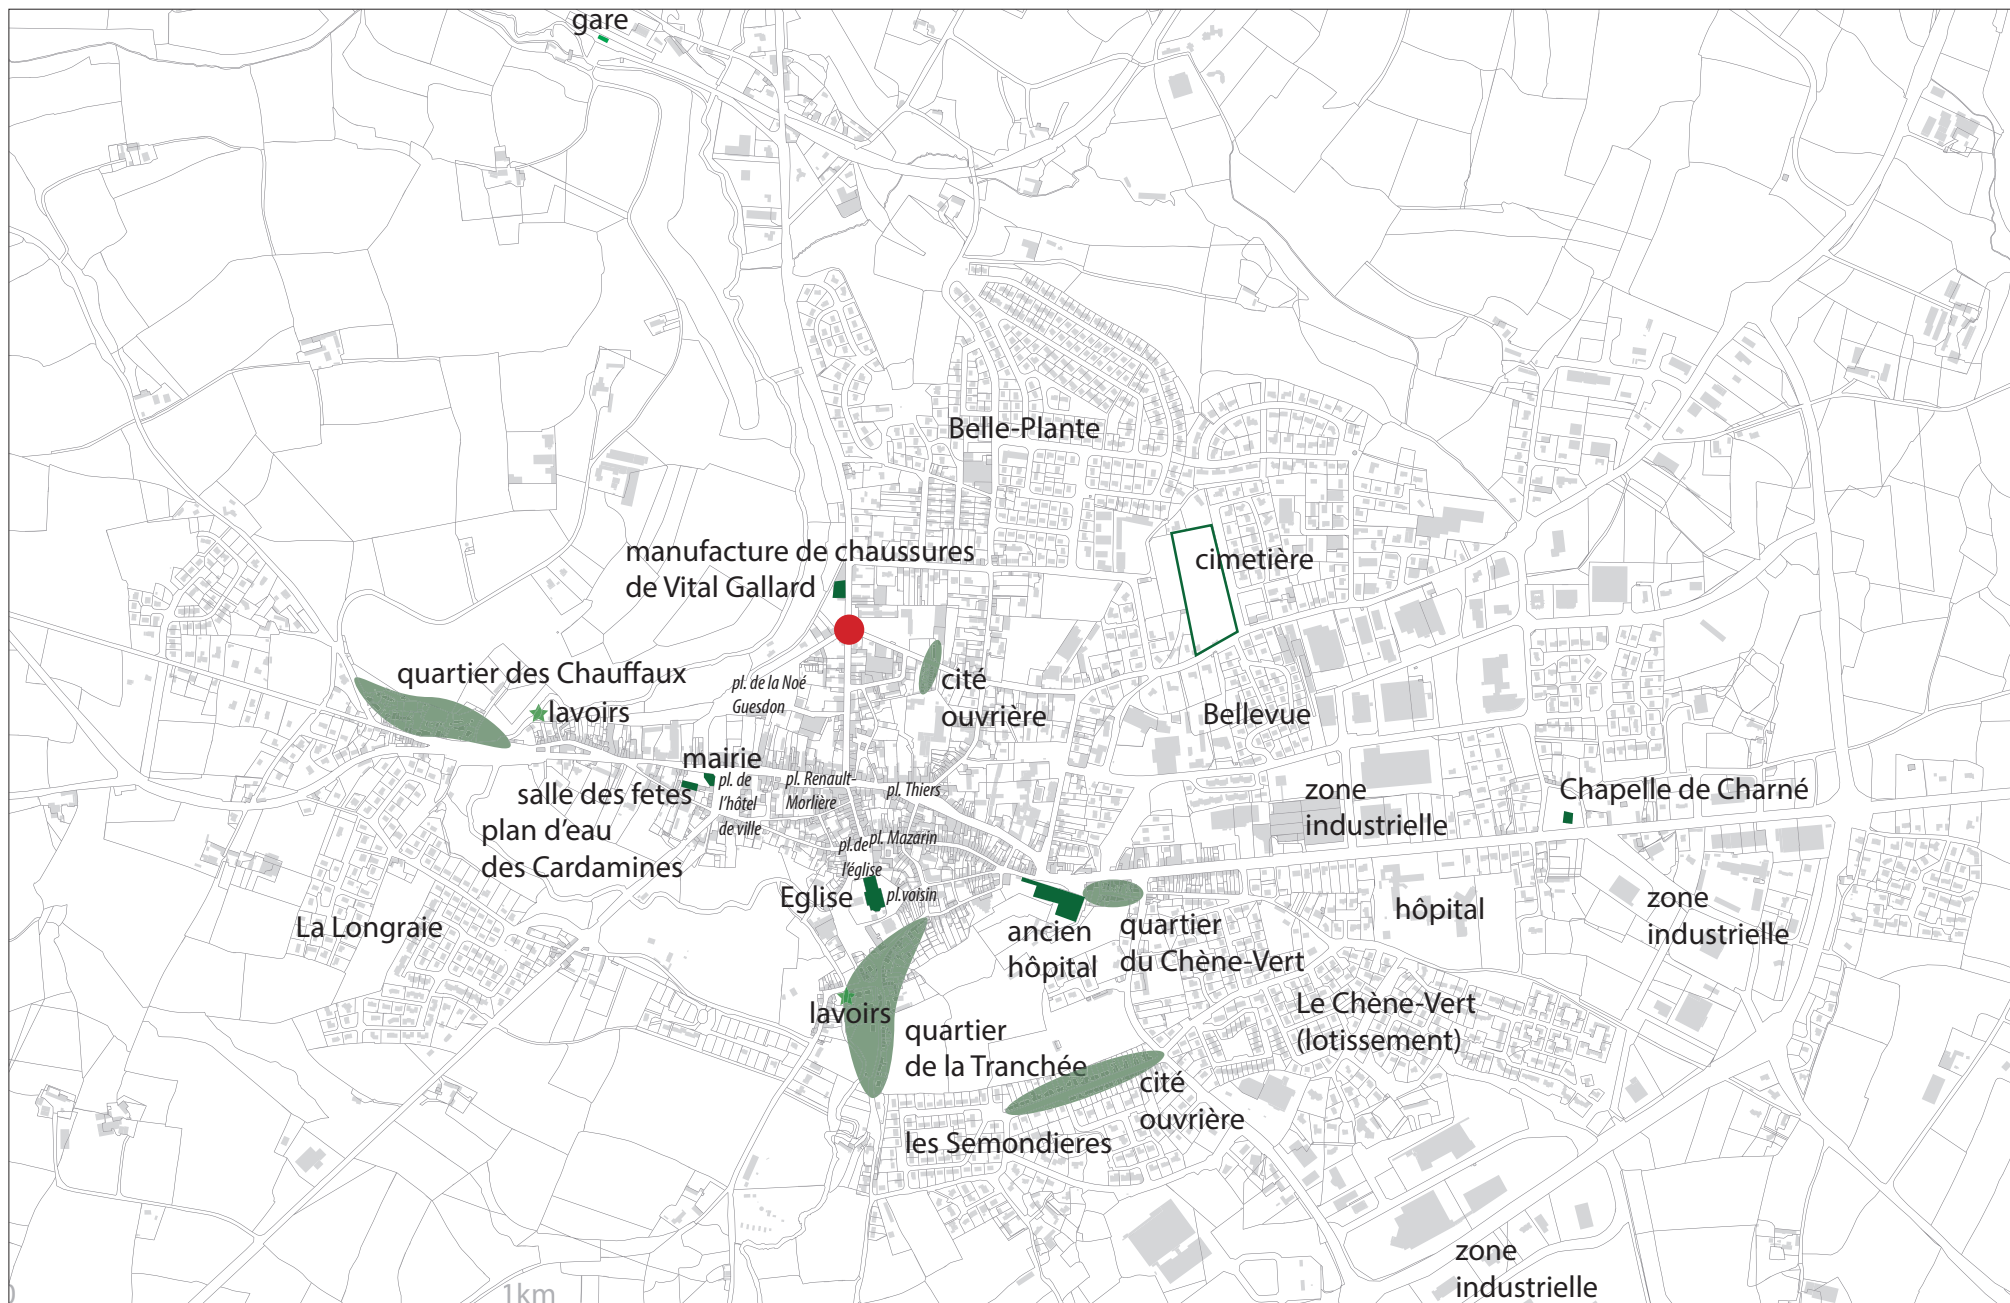 gare
Belle-Plante
manufacture de chaussures
de Vital Gallard
cimetière
quartier des Chauffaux
lavoirs
pl. de la Noé
Guesdon
cité
ouvrière
Bellevue
mairie
salle des fetes
pl. de
l'hôtel
de ville
pl. Renault-
Morlière
pl. Thiers
plan d'eau
des Cardamines
zone
industrielle
Chapelle de Charné
pl. Mazarin
pl.de
l'église
Eglise
pl.voisin
La Longraie
ancien
hôpital
quartier
du Chène-Vert
hôpital
zone
industrielle
lavoirs
quartier
de la Tranchée
Le Chène-Vert
(lotissement)
cité
ouvrière
les Semondieres
zone
industrielle
0
1km